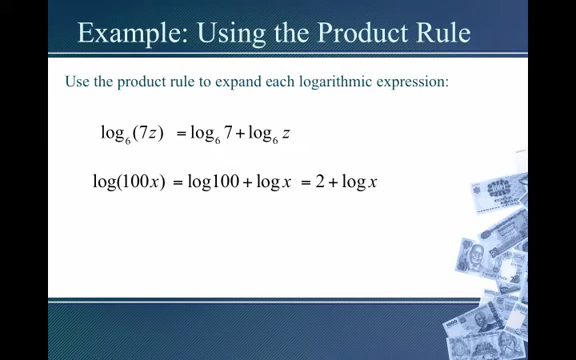 Example: Using the Product Rule
Use the product rule to expand each logarithmic expression:
log₆(7z) = log₆ 7 + log₆ z
log(100x) = log100 + log x = 2 + log x